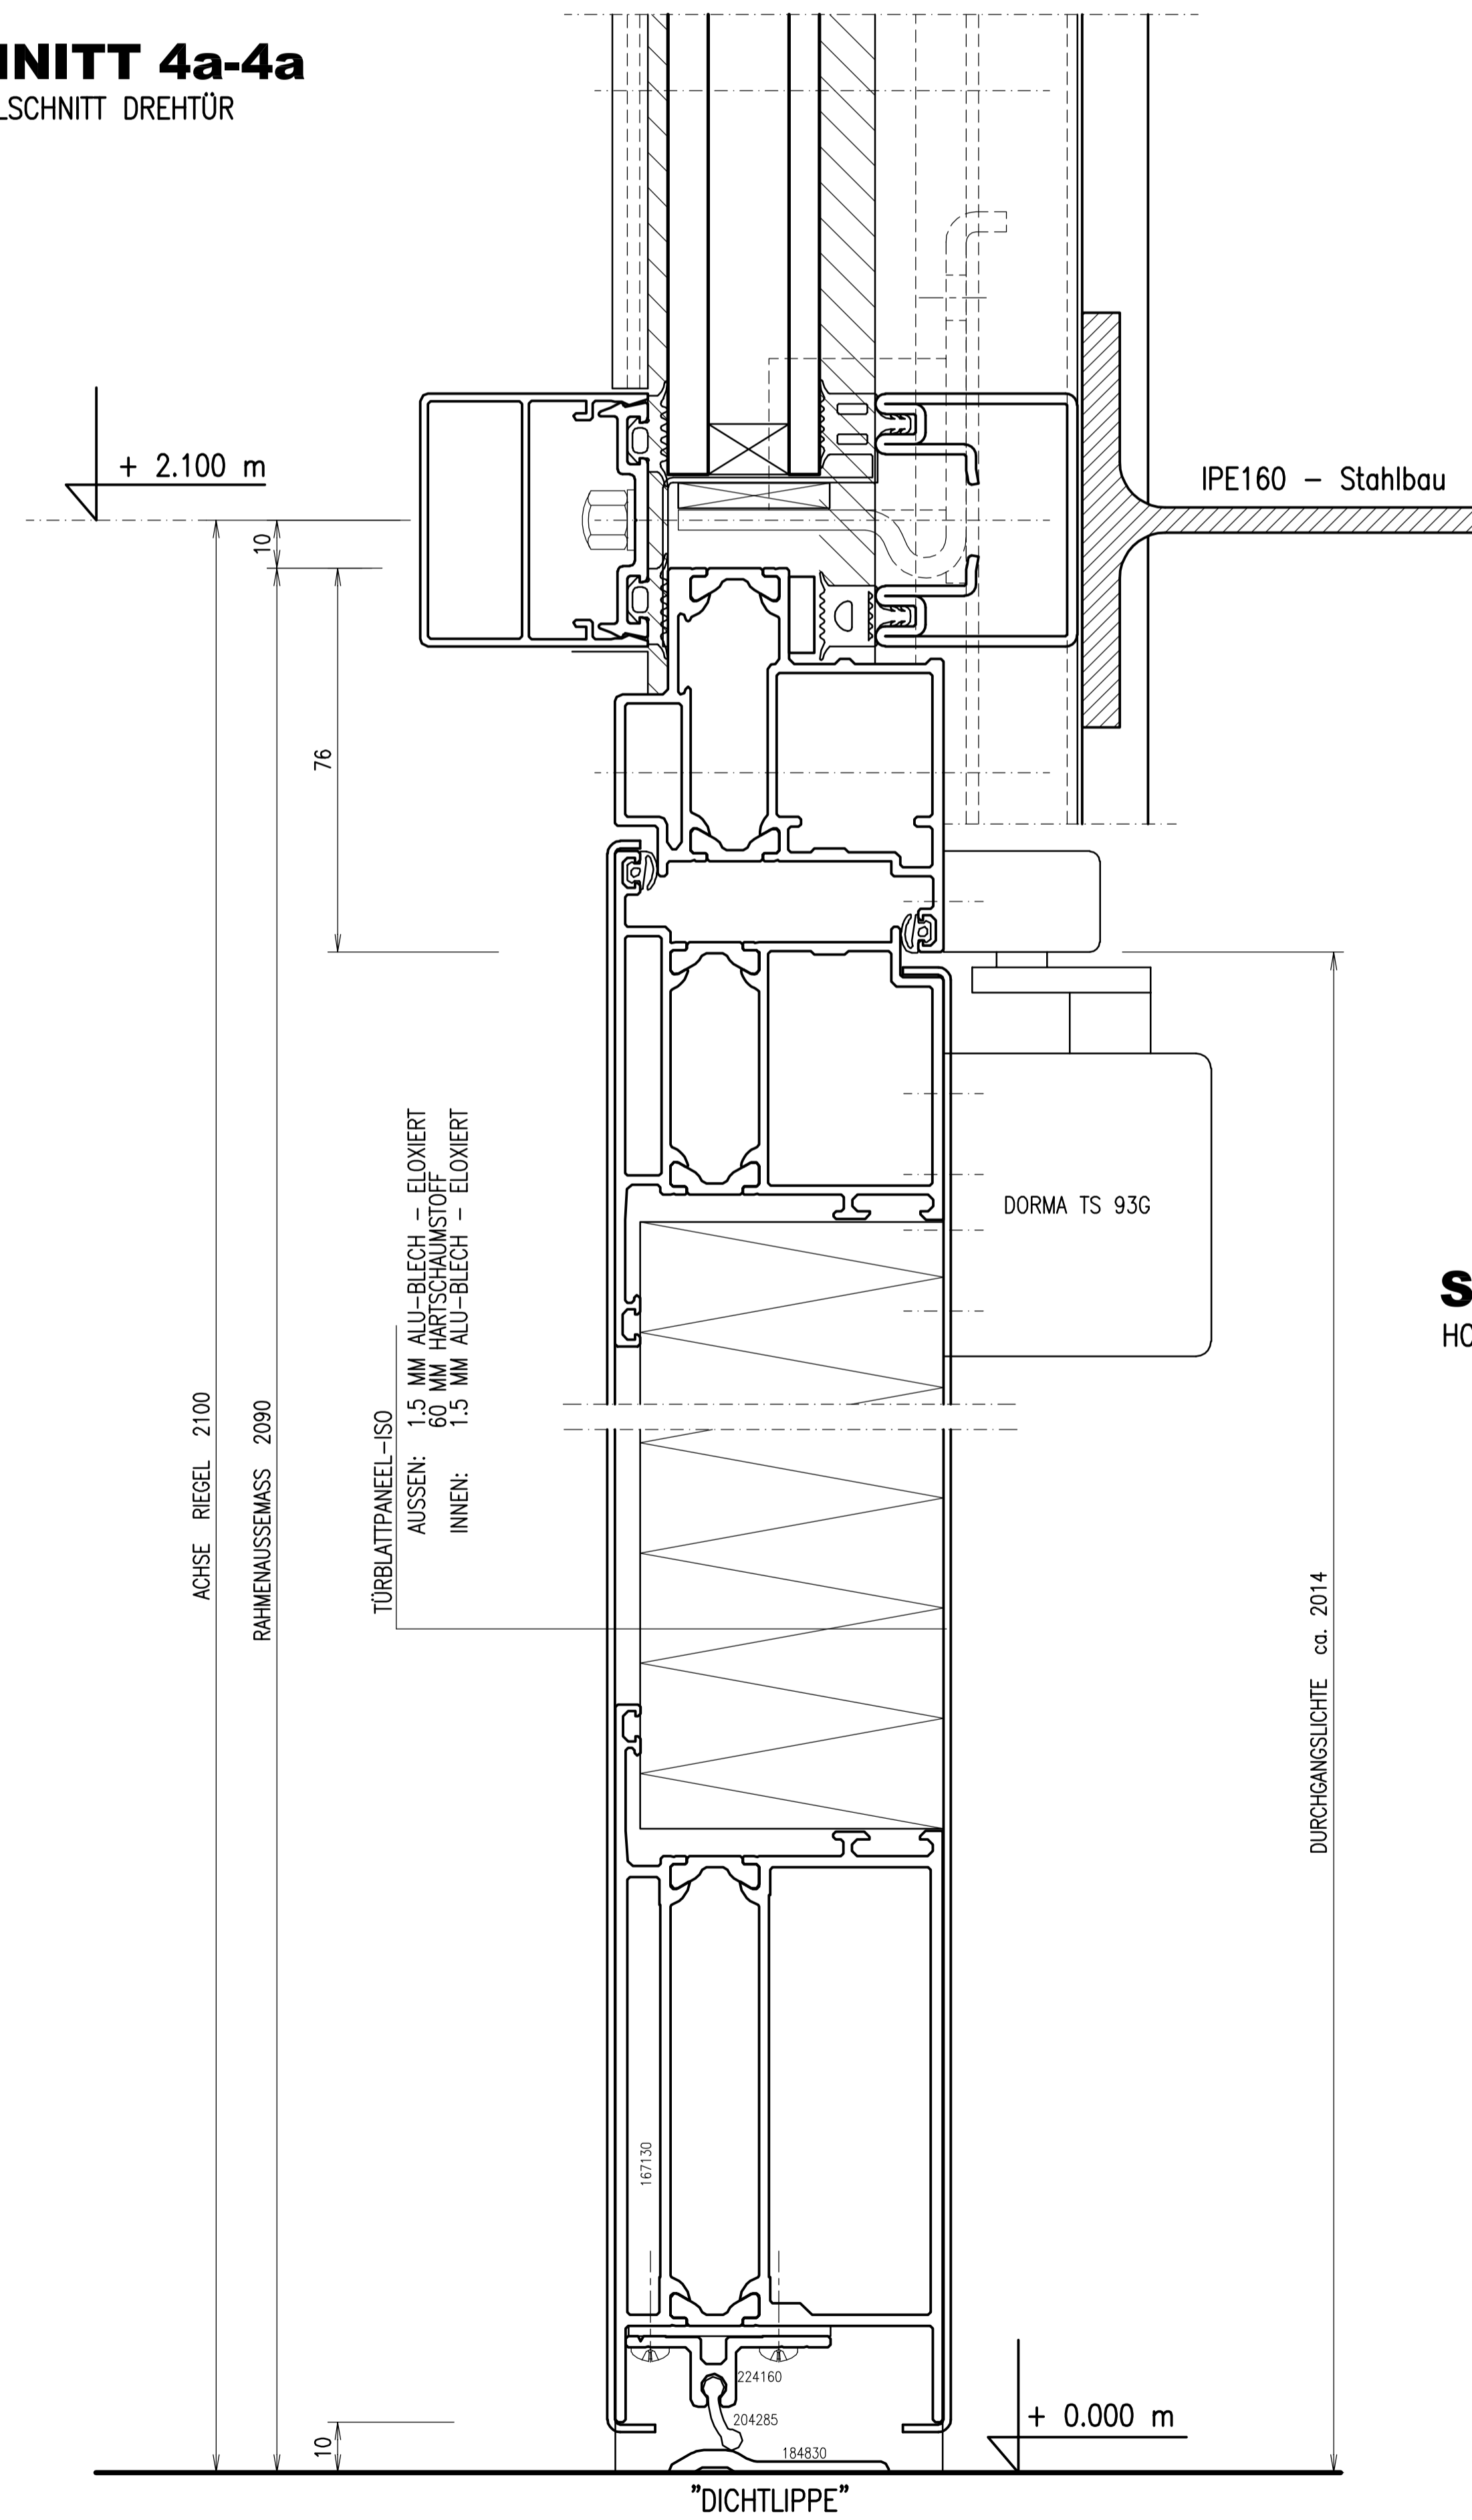 NITT 4a-4a
LSCHNITT DREHTÜR
+ 2.100 m
IPE160 - Stahlbau
10
76
DORMA TS 93G
ACHSE RIEGEL 2100
RAHMENAUSSEMASS 2090
TÜRBLATTPANEEL-ISO
AUSSEN: 1.5 MM ALU-BLECH - ELOXIERT
60 MM HARTSCHAUMSTOFF
INNEN: 1.5 MM ALU-BLECH - ELOXIERT
S
HO
DURCHGANGSLICHTE ca. 2014
167130
224160
204285
184830
+ 0.000 m
10
"DICHTLIPPE"